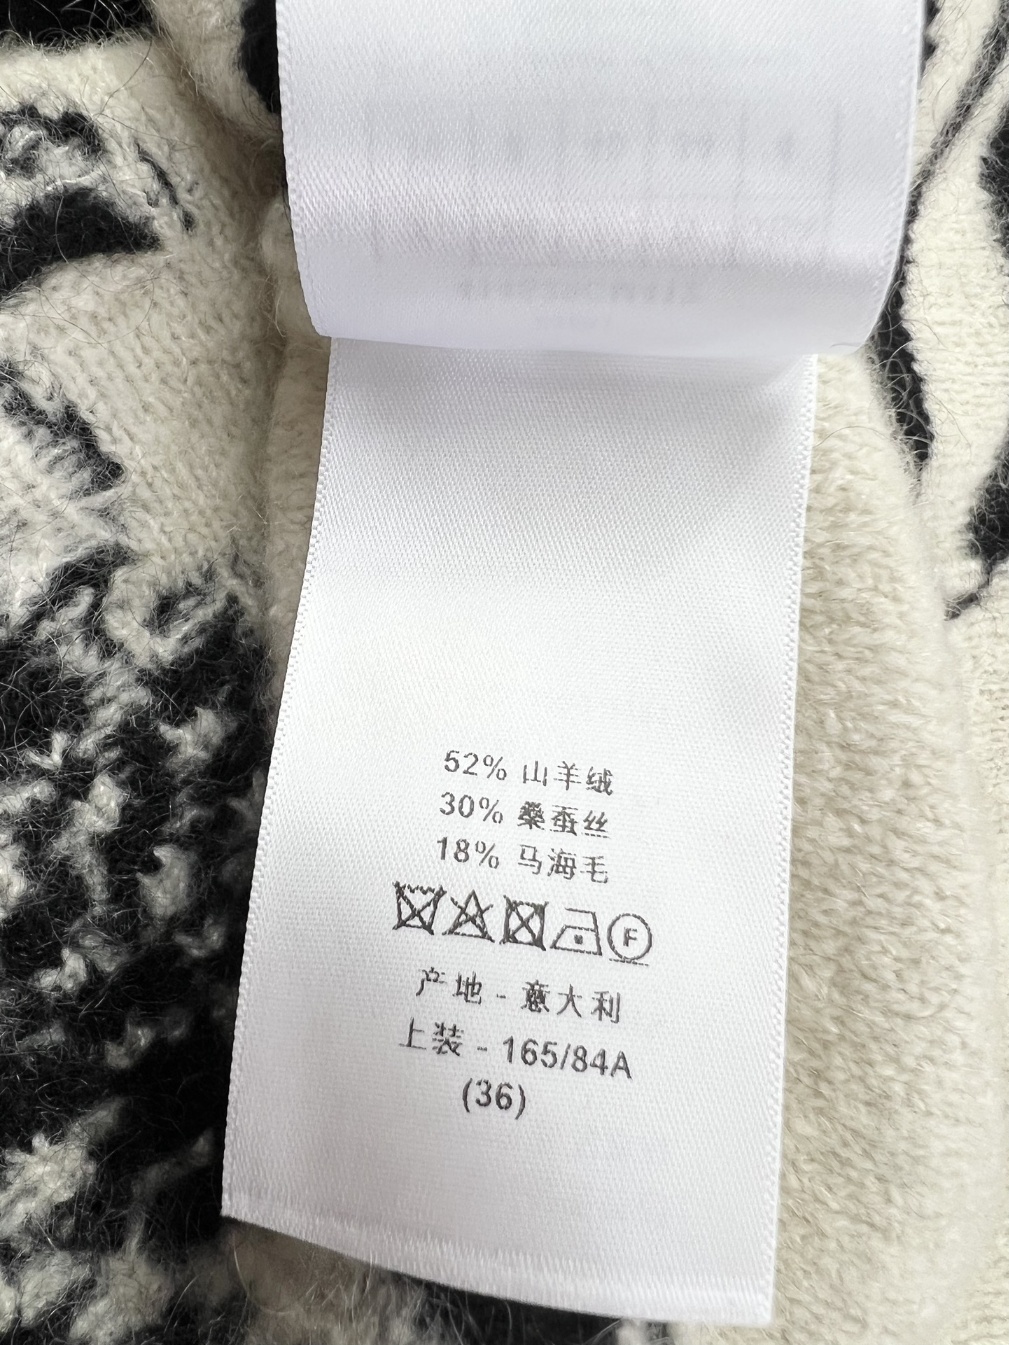 52% 山羊绒
30% 桑蚕丝
18% 马海毛
F
产地 - 意大利
上装 - 165/84A
(36)